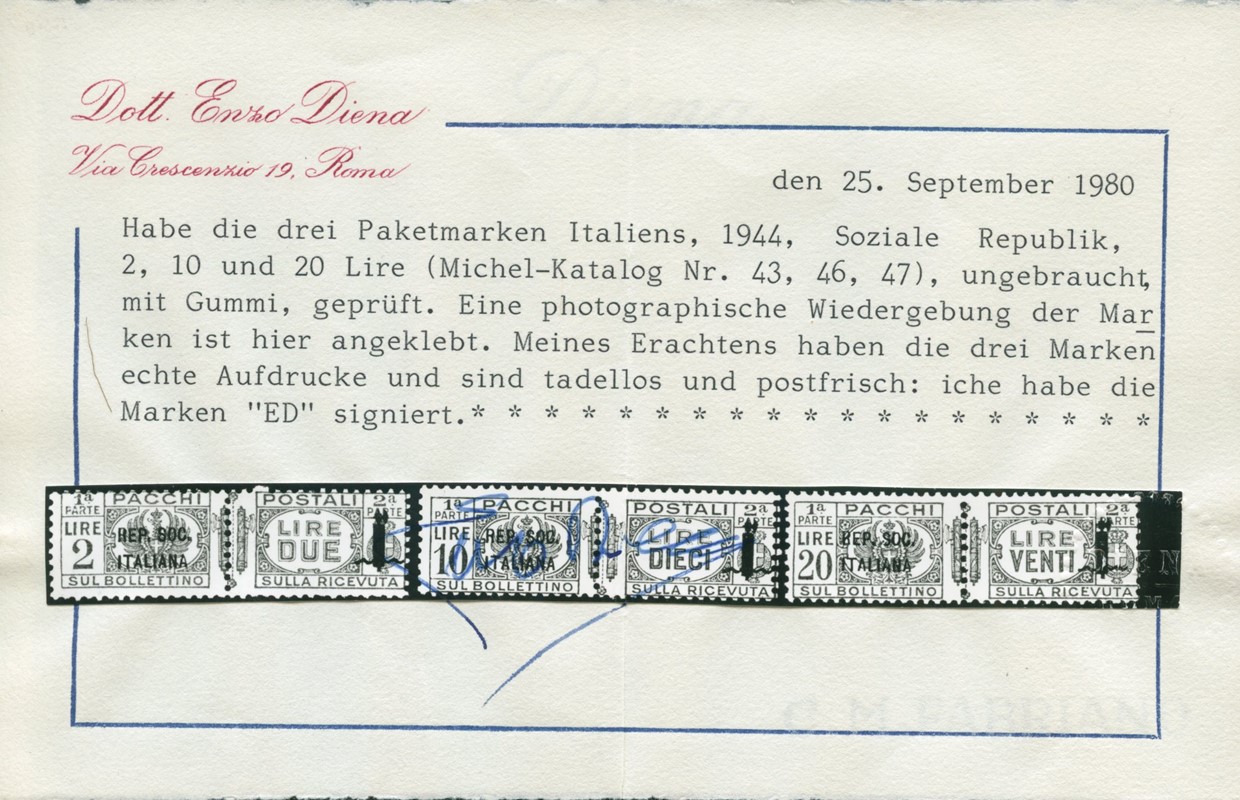 Dott. Enzo Diena
Via Crescenzio 19, Roma
den 25. September 1980
Habe die drei Paketmarken Italiens, 1944, Soziale Republik,
2, 10 und 20 Lire (Michel-Katalog Nr. 43, 46, 47), ungebraucht,
mit Gummi, geprüft. Eine photographische Wiedergebung der Mar
ken ist hier angeklebt. Meines Erachtens haben die drei Marken
echte Aufdrucke und sind tadellos und postfrisch: iche habe die
Marken "ED" signiert.* * * * * * * * * * * * * * * * * * *
1ª PARTE PACCHI POSTALI 2ª PARTE
LIRE 2 REP. SOC. ITALIANA LIRE DUE
SUL BOLLETTINO SULLA RICEVUTA
1ª PARTE PACCHI POSTALI 2ª PARTE
LIRE 10 REP. SOC. ITALIANA LIRE DIECI
SUL BOLLETTINO SULLA RICEVUTA
1ª PARTE PACCHI POSTALI 2ª PARTE
LIRE 20 REP. SOC. ITALIANA LIRE VENTI
SUL BOLLETTINO SULLA RICEVUTA
C. M. FABRIANO